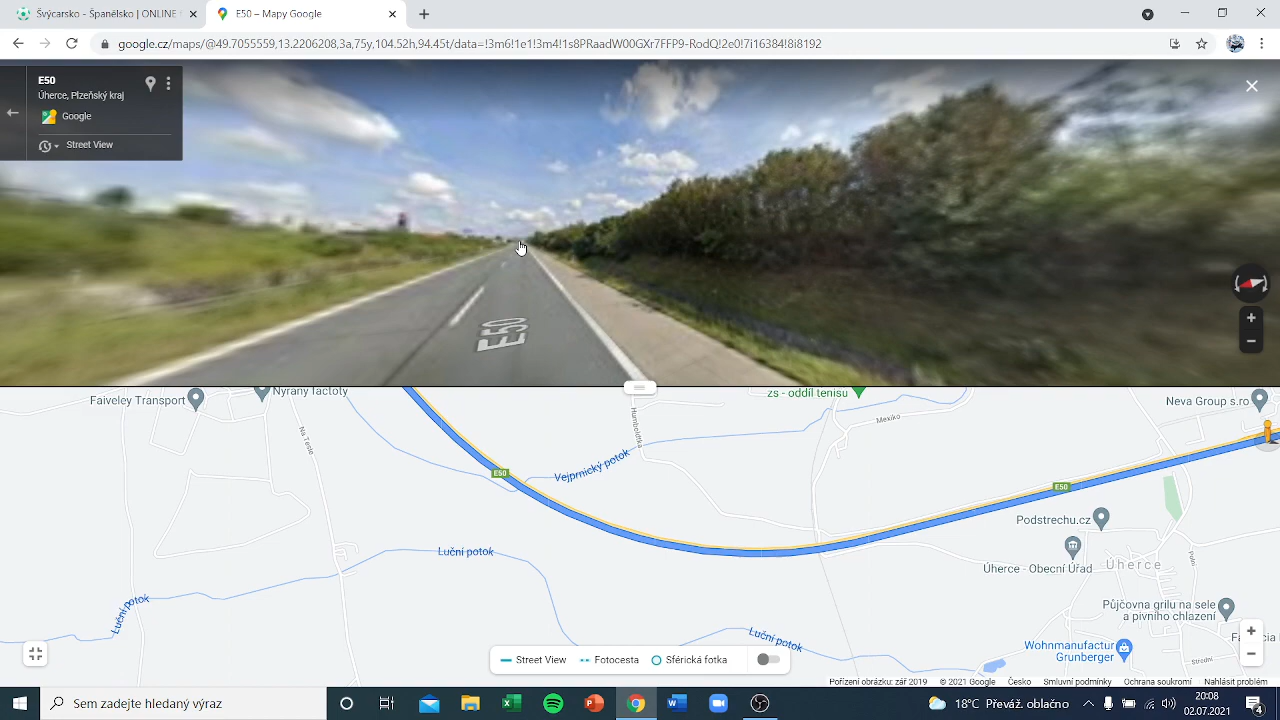 Švýcarsko - Španělsko | ONLINE
E50 – Mapy Google
google.cz/maps/@49.7055559,13.2206208,3a,75y,104.52h,94.45t/data=!3m6!1e1!3m4!1s8PRaadW00GXr7FFP9-RodQ!2e0!7i16384!8i8192
E50
Úherce, Plzeňský kraj
Google
Street View
E50
Faiveley Transport
Nýřany factory
Na Tesle
Humboldtka
zs - oddíl tenisu
Mexiko
Neva Group s.ro
E50
Vejprnický potok
E50
Podstrechu.cz
Luční potok
Úherce - Obecní Úřad
Úherce
Luční potok
Půjčovna grilu na sele
a pivního chlazení
Luční potok
Wohnmanufactur
Grunberger
Street View
Fotocesta
Sférická fotka
Pořízení obrázku: zář 2019
© 2021 Google
Česko
Smluvní podmínky
Ochrana soukromí
Nahlásit problém
Sem zadejte hledaný výraz
18°C Převáž. oblačno
20:08
02.07.2021